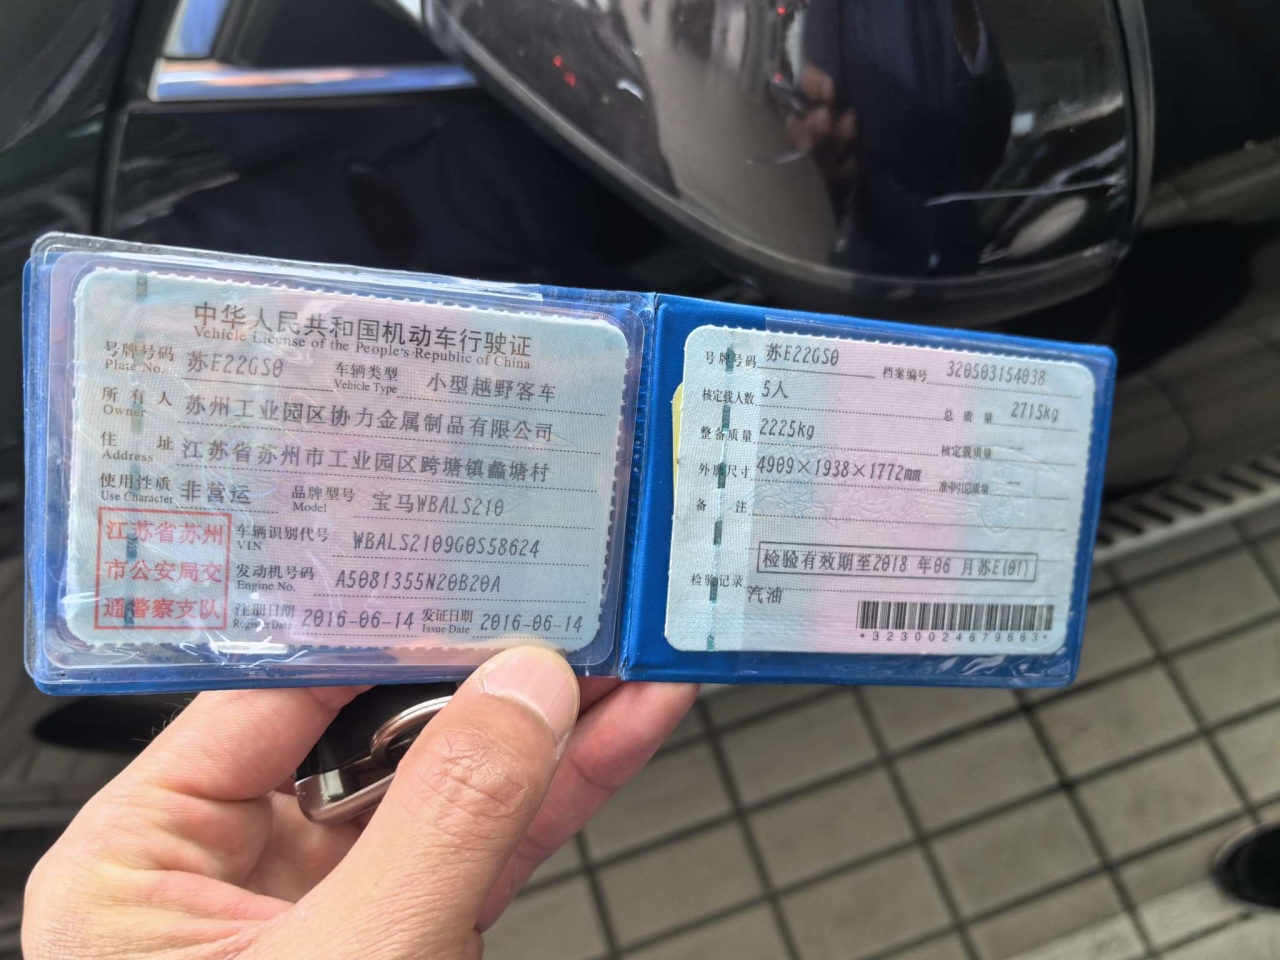 中华人民共和国机动车行驶证
Vehicle License of the People's Republic of China
号牌号码 苏E22GS0 车辆类型 小型越野客车
Plate No. Vehicle Type
所有人 苏州工业园区协力金属制品有限公司
Owner
住址 江苏省苏州市工业园区跨塘镇蠡塘村
Address
使用性质 非营运 品牌型号 宝马WBALS210
Use Character Model
江苏省苏州
市公安局交
通警察支队
车辆识别代号 WBALS2109G0S58624
VIN
发动机号码 A5081355N20B20A
Engine No.
注册日期 2016-06-14 发证日期 2016-06-14
Register Date Issue Date
号牌号码 苏E22GS0 档案编号 320503154038
核定载人数 5人 总质量 2715kg
整备质量 2225kg 核定载质量 --
外廓尺寸 4909×1938×1772mm 准牵引总质量 --
备注
检验有效期至2018 年06 月苏E(01)
检验记录
汽油
*3230024679663*